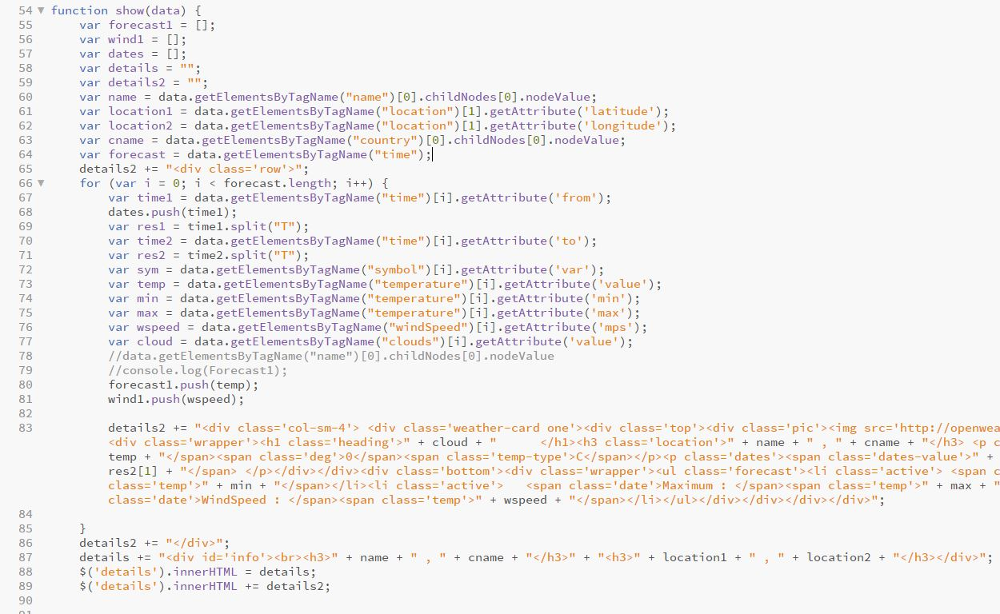 54 function show(data) {
55 var forecast1 = [];
56 var wind1 = [];
57 var dates = [];
58 var details = "";
59 var details2 = "";
60 var name = data.getElementsByTagName("name")[0].childNodes[0].nodeValue;
61 var location1 = data.getElementsByTagName("location")[1].getAttribute('latitude');
62 var location2 = data.getElementsByTagName("location")[1].getAttribute('longitude');
63 var cname = data.getElementsByTagName("country")[0].childNodes[0].nodeValue;
64 var forecast = data.getElementsByTagName("time");
65 details2 += "<div class='row'>";
66 for (var i = 0; i < forecast.length; i++) {
67 var time1 = data.getElementsByTagName("time")[i].getAttribute('from');
68 dates.push(time1);
69 var res1 = time1.split("T");
70 var time2 = data.getElementsByTagName("time")[i].getAttribute('to');
71 var res2 = time2.split("T");
72 var sym = data.getElementsByTagName("symbol")[i].getAttribute('var');
73 var temp = data.getElementsByTagName("temperature")[i].getAttribute('value');
74 var min = data.getElementsByTagName("temperature")[i].getAttribute('min');
75 var max = data.getElementsByTagName("temperature")[i].getAttribute('max');
76 var wspeed = data.getElementsByTagName("windSpeed")[i].getAttribute('mps');
77 var cloud = data.getElementsByTagName("clouds")[i].getAttribute('value');
78 //data.getElementsByTagName("name")[0].childNodes[0].nodeValue
79 //console.log(Forecast1);
80 forecast1.push(temp);
81 wind1.push(wspeed);
82
83 details2 += "<div class='col-sm-4'> <div class='weather-card one'><div class='top'><div class='pic'><img src='http://openwea
<div class='wrapper'><h1 class='heading'>" + cloud + "      </h1><h3 class='location'>" + name + " , " + cname + "</h3> <p c
temp + "</span><span class='deg'>0</span><span class='temp-type'>C</span></p><p class='dates'><span class='dates-value'>" +
res2[1] + "</span> </p></div></div><div class='bottom'><div class='wrapper'><ul class='forecast'><li class='active'> <span c
class='temp'>" + min + "</span></li><li class='active'>   <span class='date'>Maximum : </span><span class='temp'>" + max + "
class='date'>WindSpeed : </span><span class='temp'>" + wspeed + "</span></li></ul></div></div></div></div>";
84
85 }
86 details2 += "</div>";
87 details += "<div id='info'><br><h3>" + name + " , " + cname + "</h3>" + "<h3>" + location1 + " , " + location2 + "</h3></div>";
88 $('details').innerHTML = details;
89 $('details').innerHTML += details2;
90
91